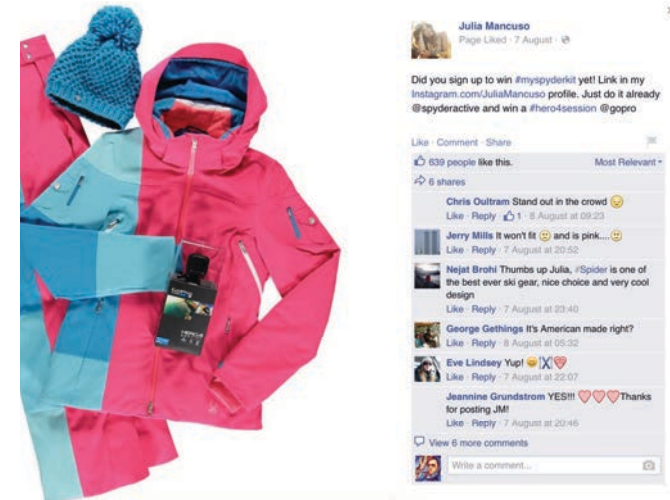 Julia Mancuso
Page Liked · 7 August ·
Did you sign up to win #myspyderkit yet! Link in my
Instagram.com/JuliaMancuso profile. Just do it already
@spyderactive and win a #hero4session @gopro
Like · Comment · Share
639 people like this.
Most Relevant
6 shares
Chris Oultram Stand out in the crowd
Like · Reply · 1 · 8 August at 09:23
Jerry Mills It won't fit and is pink....
Like · Reply · 7 August at 20:52
Nejat Brohi Thumbs up Julia, #Spider is one of
the best ever ski gear, nice choice and very cool
design
Like · Reply · 7 August at 23:40
George Gethings It's American made right?
Like · Reply · 8 August at 05:32
Eve Lindsey Yup!
Like · Reply · 7 August at 22:07
Jeannine Grundstrom YES!!! Thanks
for posting JM!
Like · Reply · 7 August at 20:46
View 6 more comments
Write a comment...